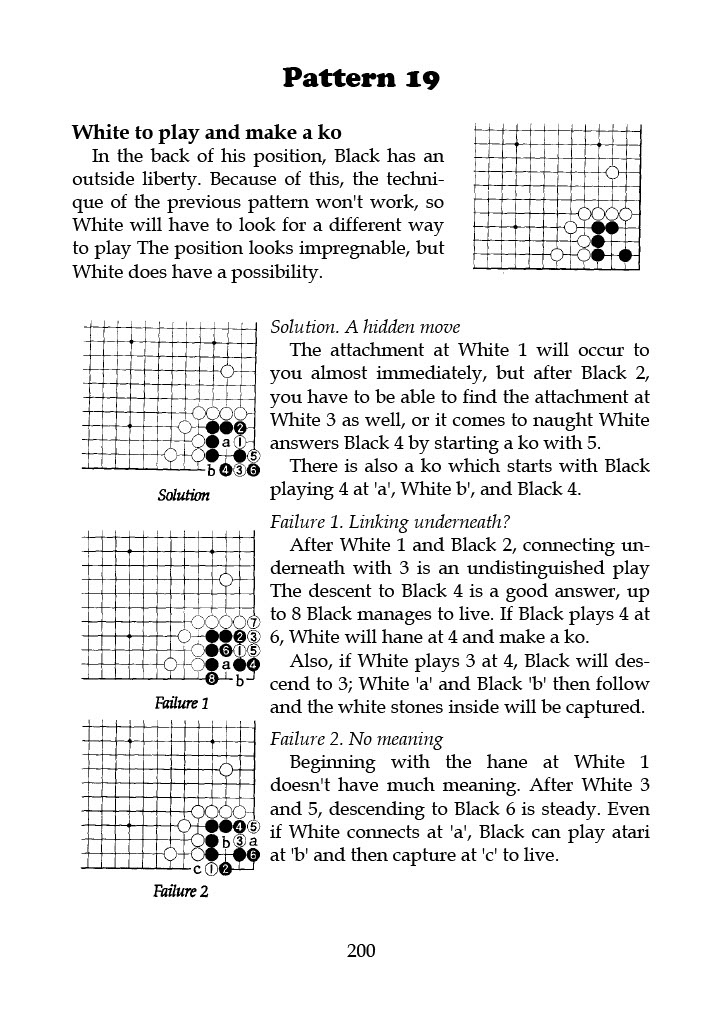 Pattern 19
White to play and make a ko
In the back of his position, Black has an
outside liberty. Because of this, the techni-
que of the previous pattern won't work, so
White will have to look for a different way
to play The position looks impregnable, but
White does have a possibility.
Solution. A hidden move
The attachment at White 1 will occur to
you almost immediately, but after Black 2,
you have to be able to find the attachment at
White 3 as well, or it comes to naught White
answers Black 4 by starting a ko with 5.
There is also a ko which starts with Black
playing 4 at 'a', White b', and Black 4.
2
a 1
5
b 4 3 6
Solution
Failure 1. Linking underneath?
After White 1 and Black 2, connecting un-
derneath with 3 is an undistinguished play
The descent to Black 4 is a good answer, up
to 8 Black manages to live. If Black plays 4 at
6, White will hane at 4 and make a ko.
Also, if White plays 3 at 4, Black will des-
cend to 3; White 'a' and Black 'b' then follow
and the white stones inside will be captured.
7
2 3
6 1 5
a 4
8 b
Failure 1
Failure 2. No meaning
Beginning with the hane at White 1
doesn't have much meaning. After White 3
and 5, descending to Black 6 is steady. Even
if White connects at 'a', Black can play atari
at 'b' and then capture at 'c' to live.
4 5
b 3 a
6
c 1 2
Failure 2
200